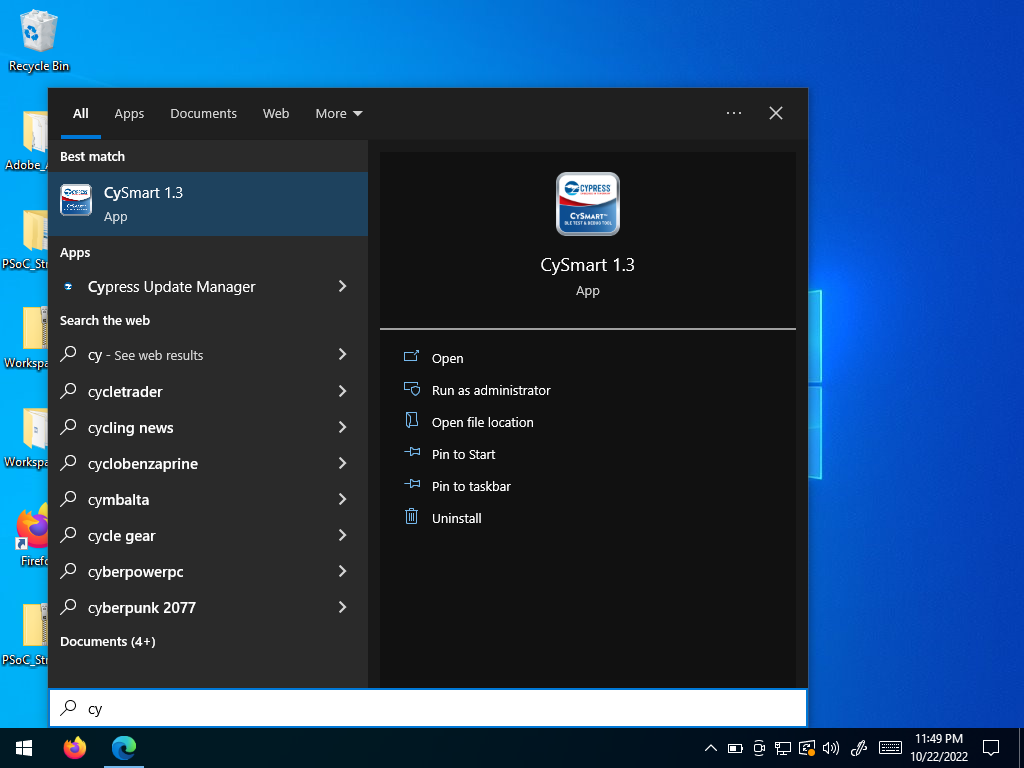 Recycle Bin
Adobe_
PSoC_Str
Workspa
Workspa
Firefo
PSoC_Str
All
Apps
Documents
Web
More
Best match
CySmart 1.3
App
Apps
Cypress Update Manager
Search the web
cy - See web results
cycletrader
cycling news
cyclobenzaprine
cymbalta
cycle gear
cyberpowerpc
cyberpunk 2077
Documents (4+)
cy
CYPRESS
CYSMART™
BLE TEST & DEBUG TOOL
CySmart 1.3
App
Open
Run as administrator
Open file location
Pin to Start
Pin to taskbar
Uninstall
11:49 PM
10/22/2022